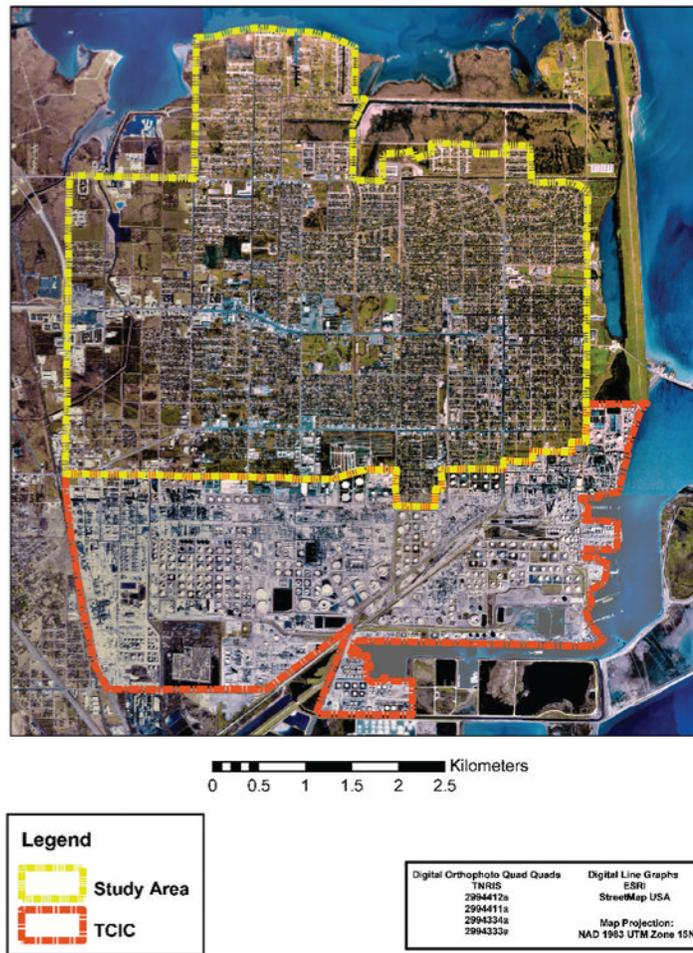 Kilometers
0 0.5 1 1.5 2 2.5
Legend
Study Area
TCIC
Digital Orthophoto Quad Quads
TNRIS
2994412a
2994411a
2994334a
2994333e
Digital Line Graphs
ESRI
StreetMap USA
Map Projection:
NAD 1983 UTM Zone 15N